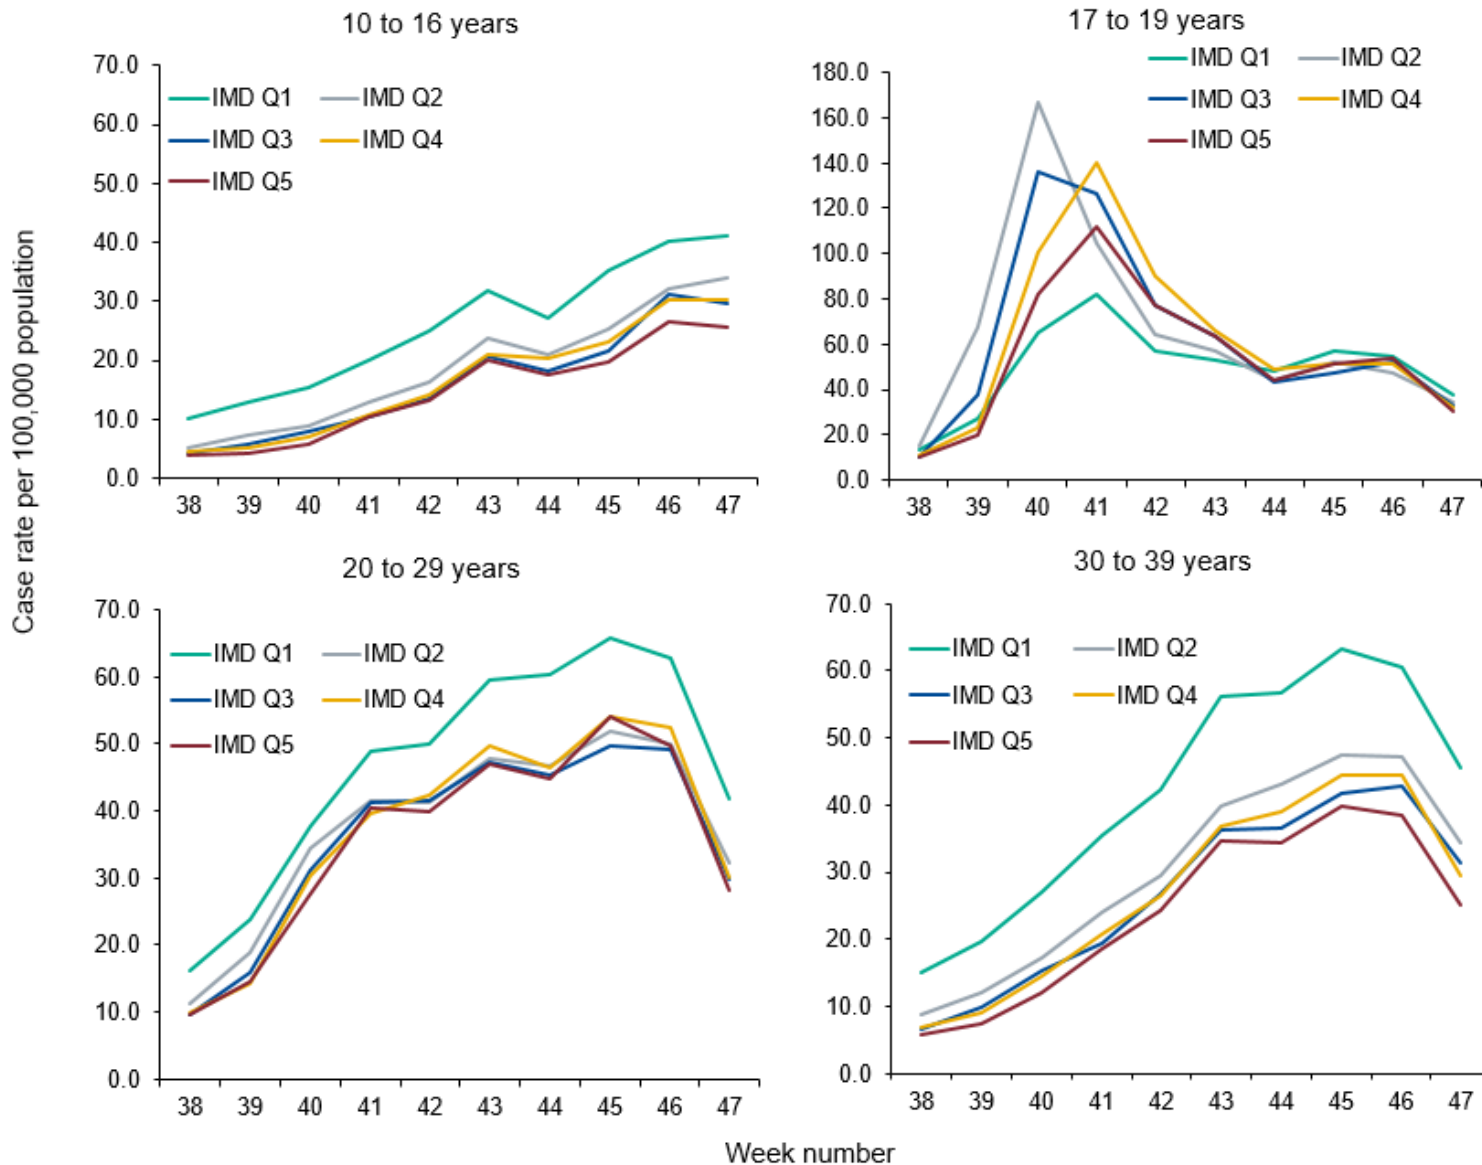 10 to 16 years
70.0
60.0
50.0
40.0
30.0
20.0
10.0
0.0
IMD Q1 IMD Q2
IMD Q3 IMD Q4
IMD Q5
38 39 40 41 42 43 44 45 46 47
17 to 19 years
180.0
160.0
140.0
120.0
100.0
80.0
60.0
40.0
20.0
0.0
IMD Q1 IMD Q2
IMD Q3 IMD Q4
IMD Q5
38 39 40 41 42 43 44 45 46 47
Case rate per 100,000 population
20 to 29 years
70.0
60.0
50.0
40.0
30.0
20.0
10.0
0.0
IMD Q1 IMD Q2
IMD Q3 IMD Q4
IMD Q5
38 39 40 41 42 43 44 45 46 47
30 to 39 years
70.0
60.0
50.0
40.0
30.0
20.0
10.0
0.0
IMD Q1 IMD Q2
IMD Q3 IMD Q4
IMD Q5
38 39 40 41 42 43 44 45 46 47
Week number